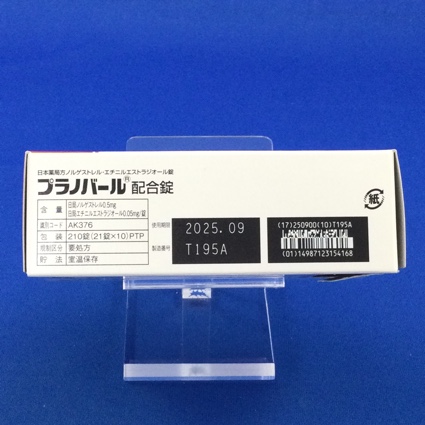 日本薬局方ノルゲストレル・エチニルエストラジオール錠
プラノバール® 配合錠
含量 日局ノルゲストレル0.5mg
日局エチニルエストラジオール0.05mg/錠
識別コード AK376
包装 210錠(21錠×10)PTP
規制区分 要処方
貯法 室温保存
使用期限 2025.09
製造番号 T195A
(17)250900(10)T195A
(01)14987123154168
紙